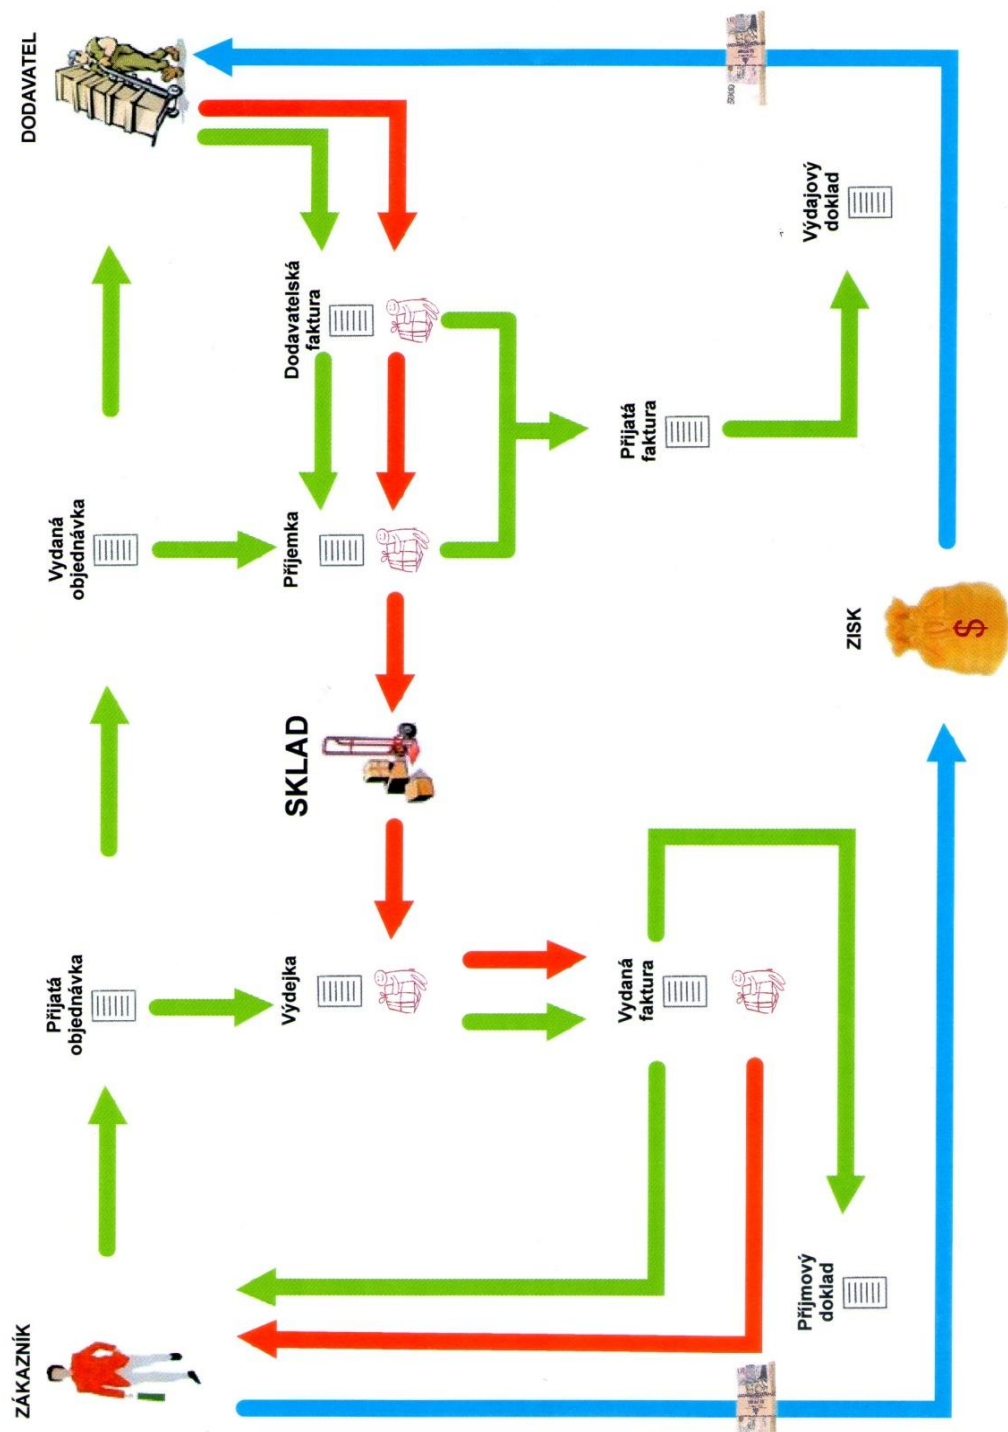 ZÁKAZNÍK
DODAVATEL
Přijatá
objednávka
Vydaná
objednávka
Výdejka
SKLAD
Příjemka
Dodavatelská
faktura
Vydaná
faktura
Přijatá
faktura
Příjmový
doklad
ZISK
$
Výdajový
doklad